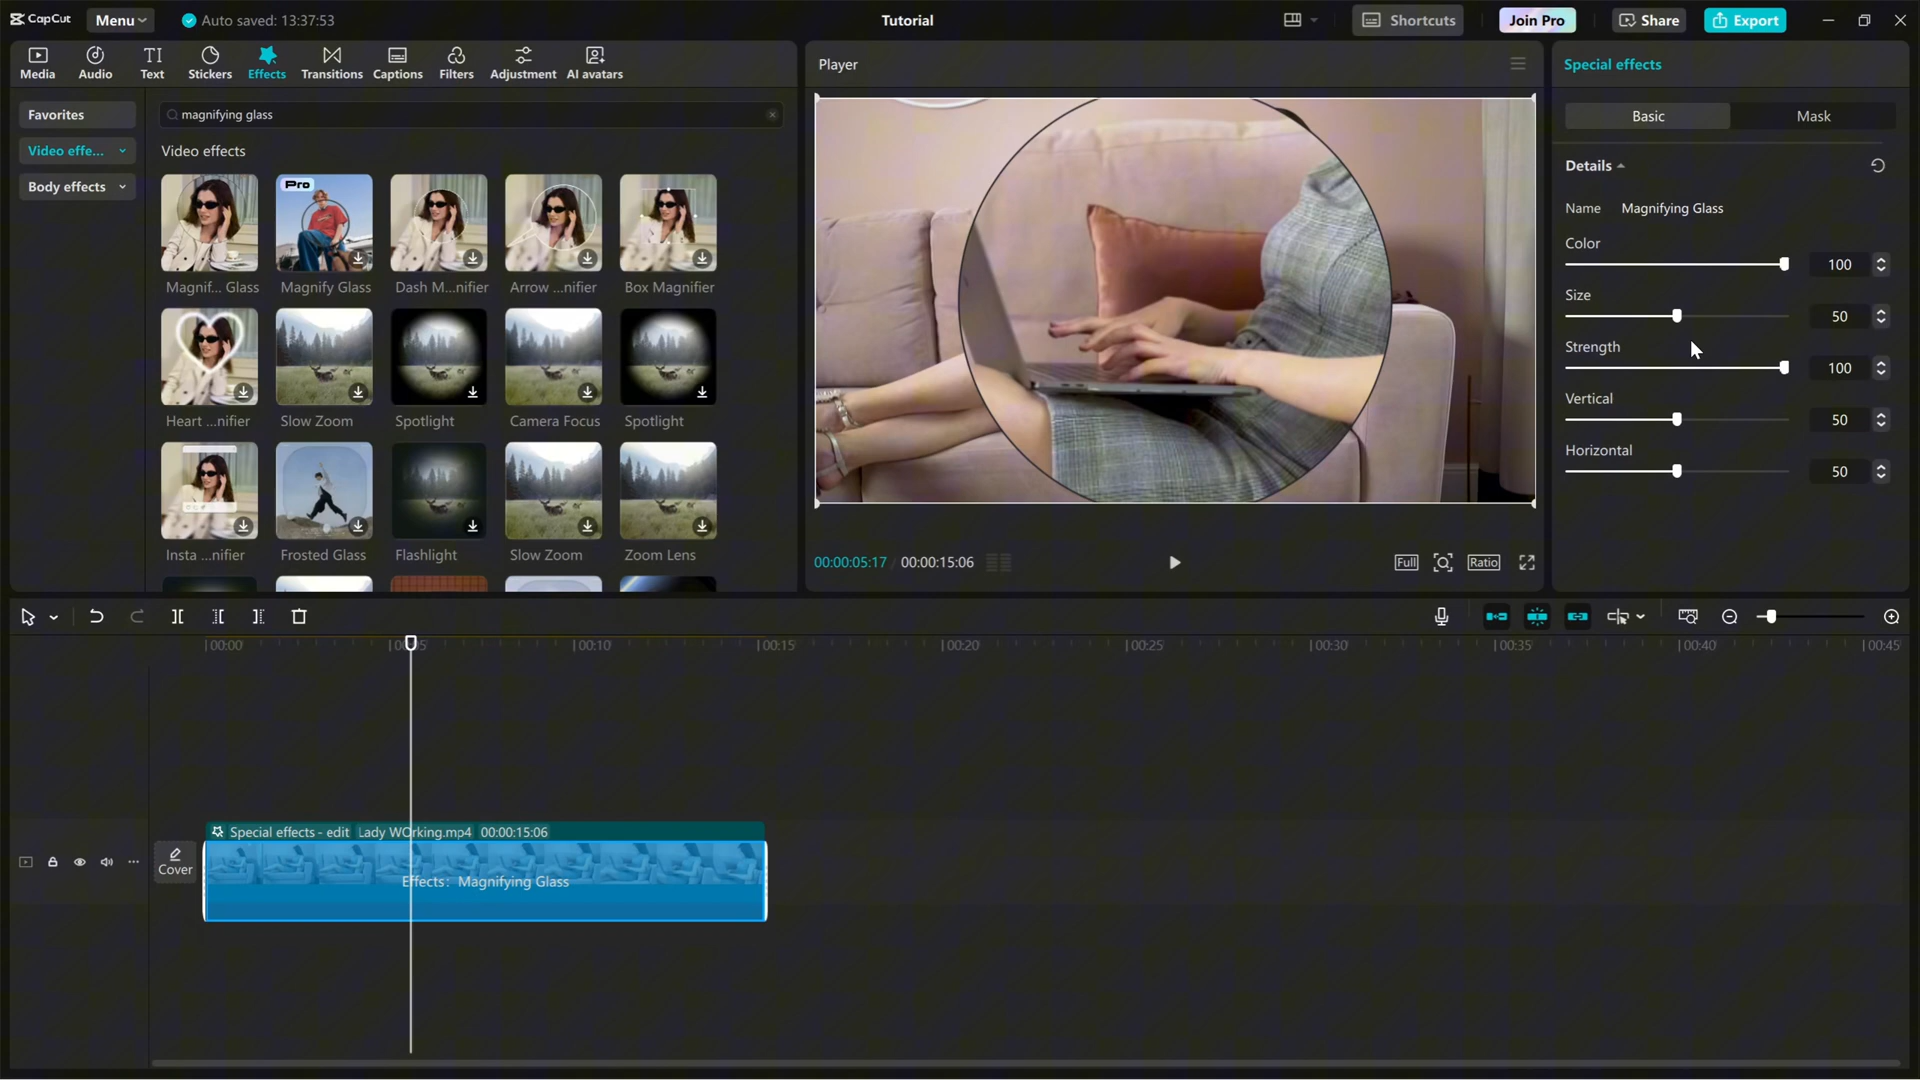 CapCut
Menu
Auto saved: 13:37:53
Tutorial
Shortcuts
Join Pro
Share
Export
Media
Audio
Text
Stickers
Effects
Transitions
Captions
Filters
Adjustment
AI avatars
Favorites
Video effe...
Body effects
magnifying glass
Video effects
Pro
Magnif... Glass
Magnify Glass
Dash M...nifier
Arrow ...nifier
Box Magnifier
Heart ...nifier
Slow Zoom
Spotlight
Camera Focus
Spotlight
Insta ...nifier
Frosted Glass
Flashlight
Slow Zoom
Zoom Lens
Player
00:00:05:17 / 00:00:15:06
Full
Ratio
Special effects
Basic
Mask
Details
Name Magnifying Glass
Color
100
Size
50
Strength
100
Vertical
50
Horizontal
50
00:00
00:05
00:10
00:15
00:20
00:25
00:30
00:35
00:40
00:45
Cover
Special effects - edit Lady WOrking.mp4 00:00:15:06
Effects: Magnifying Glass